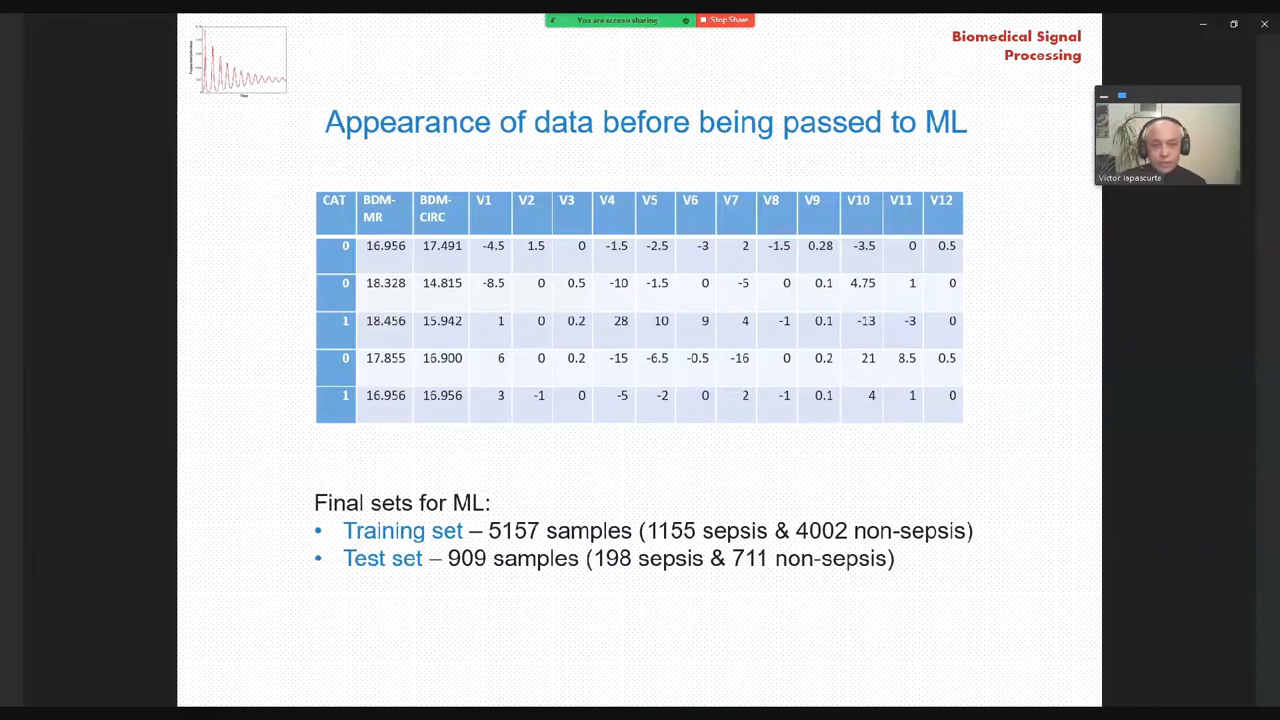 You are screen sharing
Stop Share
Biomedical Signal
Processing
Time
Appearance of data before being passed to ML
CAT BDM-MR BDM-CIRC V1 V2 V3 V4 V5 V6 V7 V8 V9 V10 V11 V12
0 16.956 17.491 -4.5 1.5 0 -1.5 -2.5 -3 2 -1.5 0.28 -3.5 0 0.5
0 18.328 14.815 -8.5 0 0.5 -10 -1.5 0 -5 0 0.1 4.75 1 0
1 18.456 15.942 1 0 0.2 28 10 9 4 -1 0.1 -13 -3 0
0 17.855 16.900 6 0 0.2 -15 -6.5 -0.5 -16 0 0.2 21 8.5 0.5
1 16.956 16.956 3 -1 0 -5 -2 0 2 -1 0.1 4 1 0
Victor Iapascurta
Final sets for ML:
• Training set – 5157 samples (1155 sepsis & 4002 non-sepsis)
• Test set – 909 samples (198 sepsis & 711 non-sepsis)